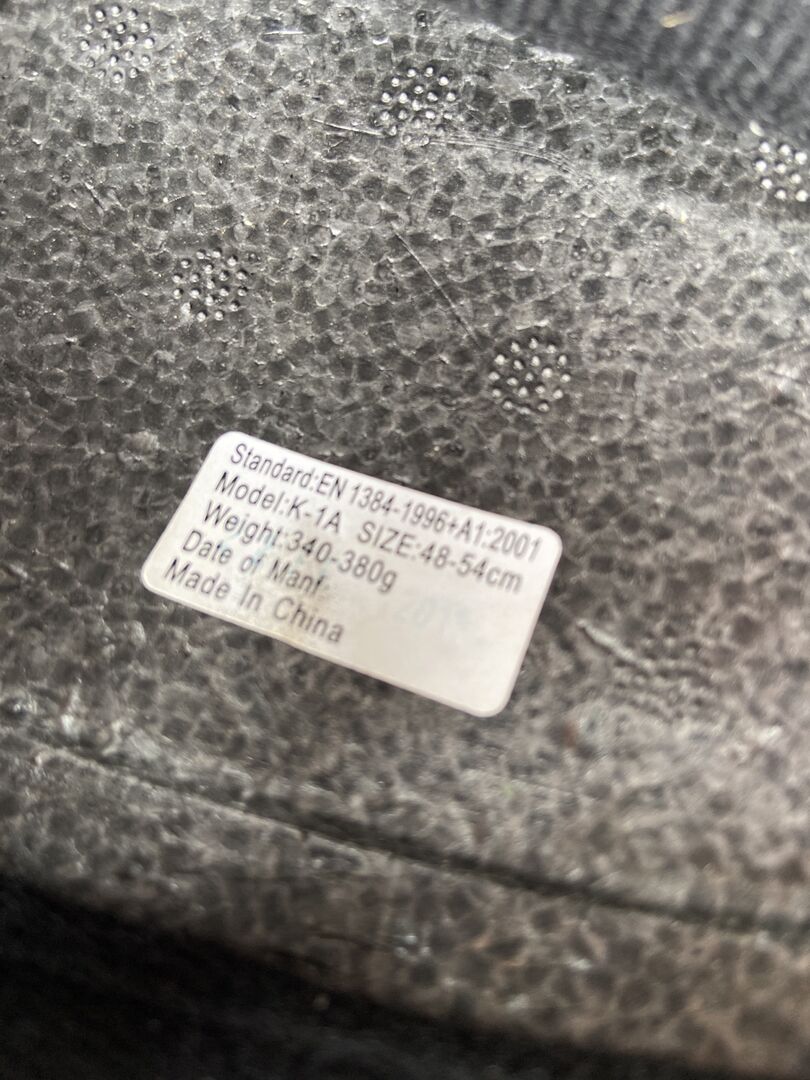 Standard:EN 1384-1996+A1:2001
Model:K-1A SIZE:48-54cm
Weight:340-380g
Date of Manf
Made In China